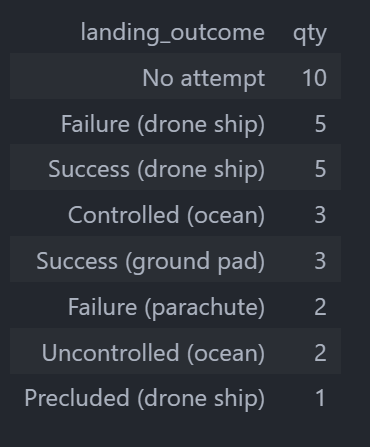 landing_outcome qty
No attempt 10
Failure (drone ship) 5
Success (drone ship) 5
Controlled (ocean) 3
Success (ground pad) 3
Failure (parachute) 2
Uncontrolled (ocean) 2
Precluded (drone ship) 1